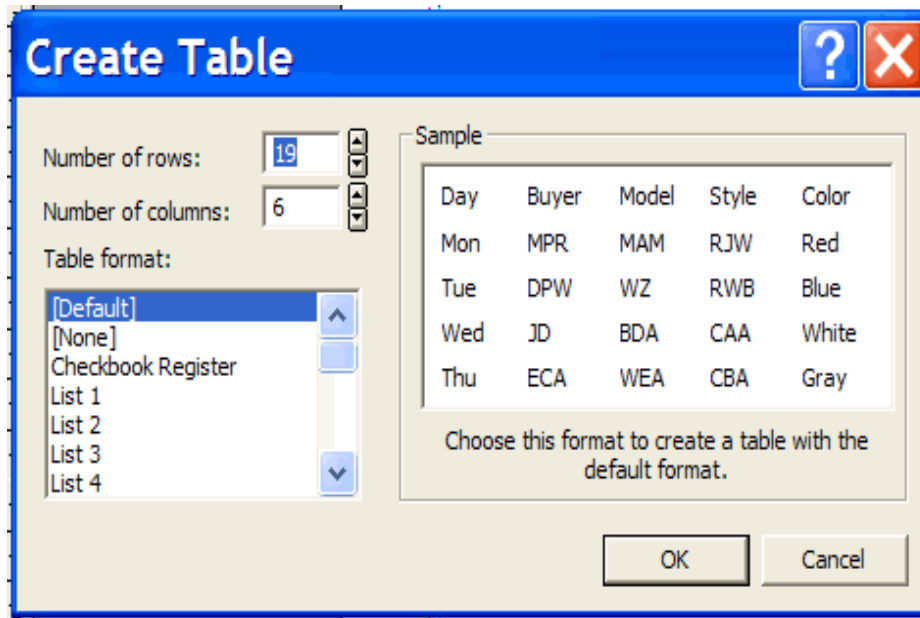 Create Table
Number of rows: 19
Number of columns: 6
Table format:
[Default]
[None]
Checkbook Register
List 1
List 2
List 3
List 4
Sample
Day Buyer Model Style Color
Mon MPR MAM RJW Red
Tue DPW WZ RWB Blue
Wed JD BDA CAA White
Thu ECA WEA CBA Gray
Choose this format to create a table with the
default format.
OK Cancel